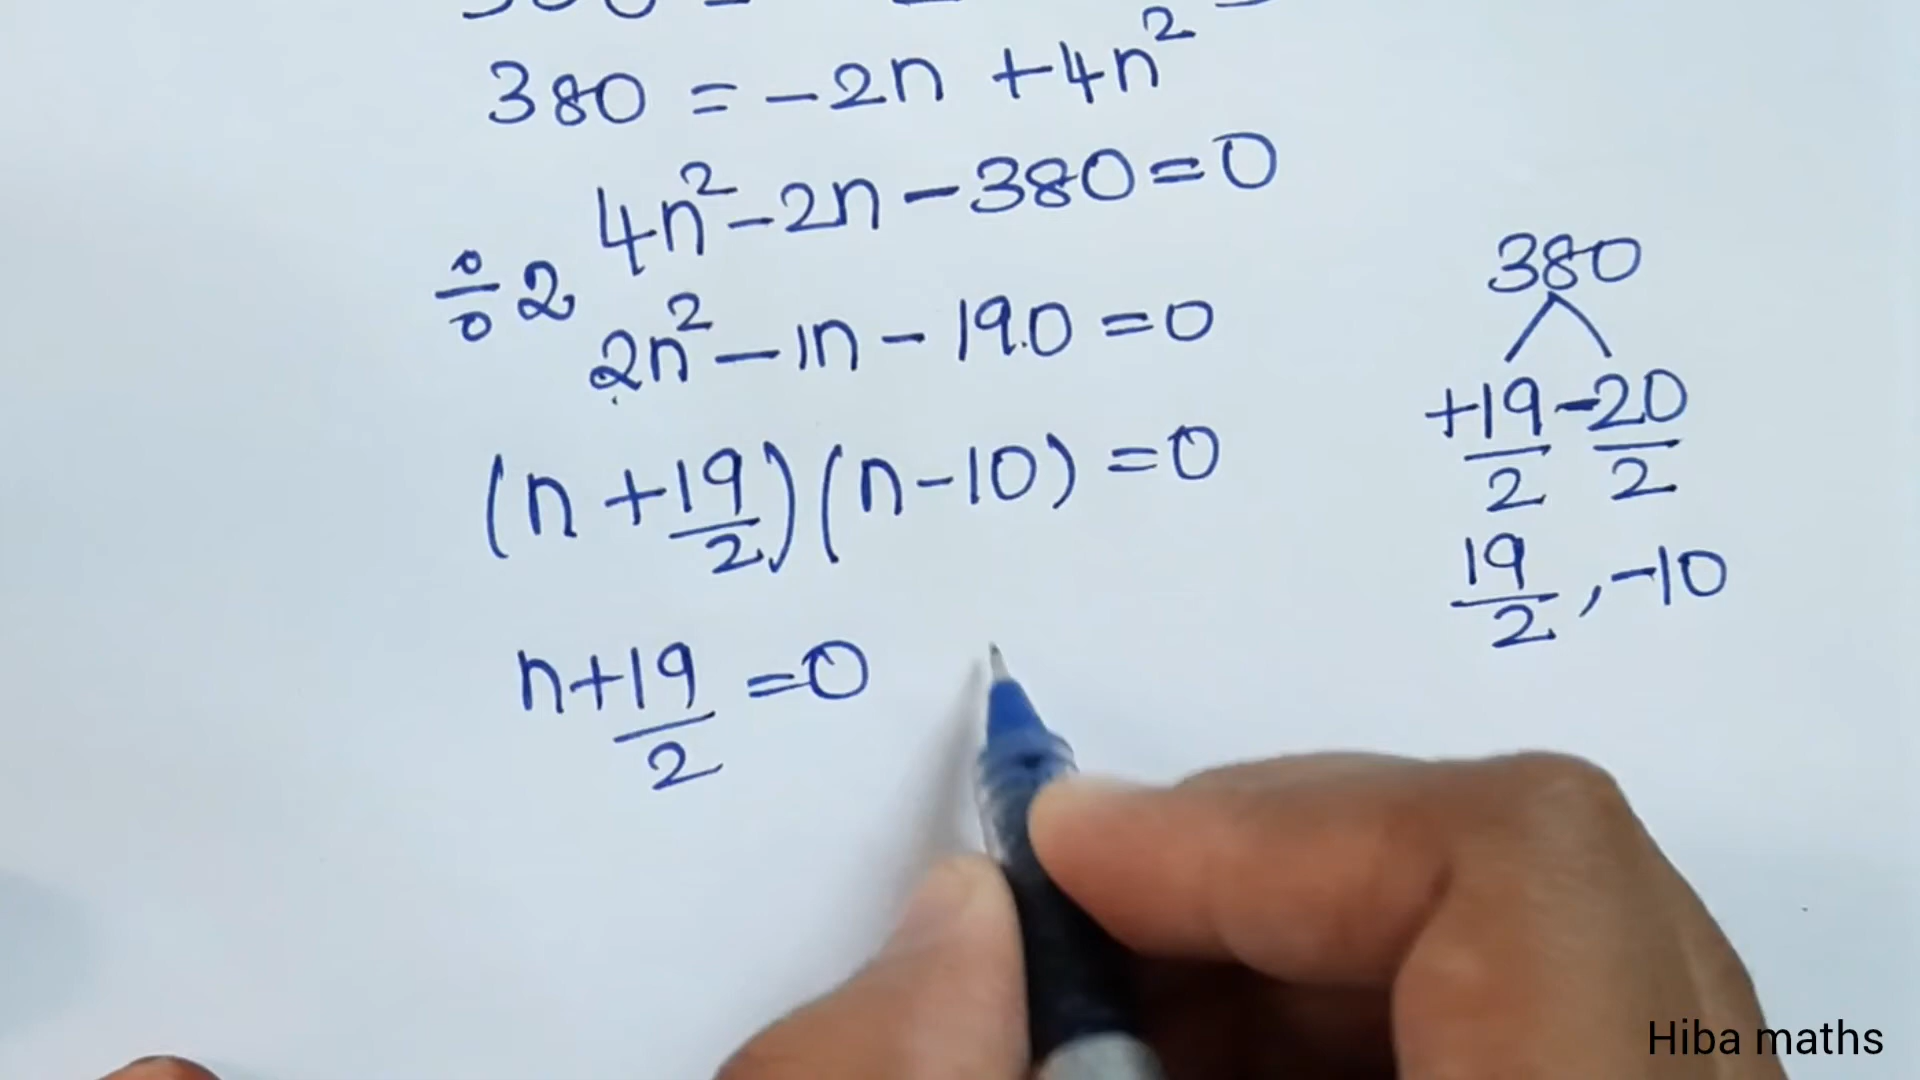 380 = -2n + 4n²
4n² - 2n - 380 = 0
÷ 2
2n² - 1n - 190 = 0
(n + 19/2)(n - 10) = 0
n + 19/2 = 0
380
+19/2 -20/2
19/2, -10
Hiba maths